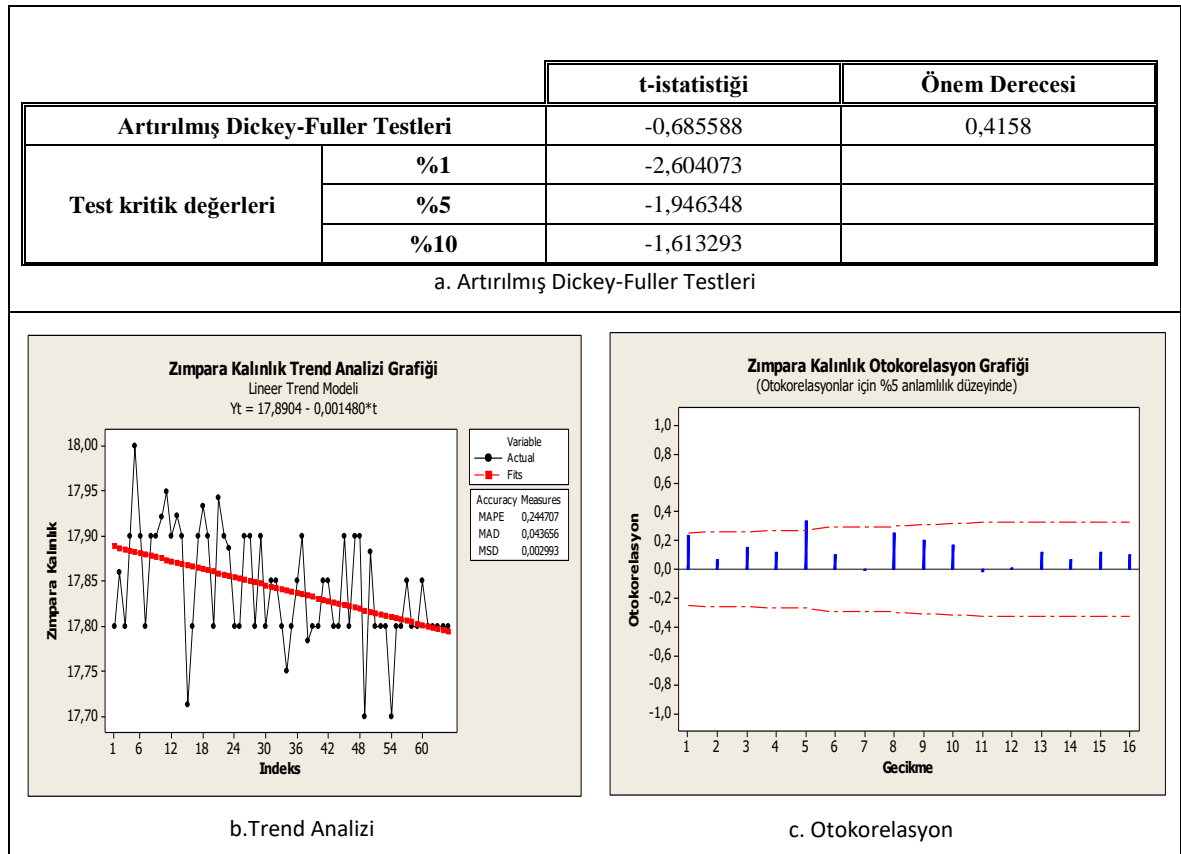 t-istatistiği Önem Derecesi
Artırılmış Dickey-Fuller Testleri -0,685588 0,4158
Test kritik değerleri
%1 -2,604073
%5 -1,946348
%10 -1,613293
a. Artırılmış Dickey-Fuller Testleri
Zımpara Kalınlık Trend Analizi Grafiği
Lineer Trend Modeli
Yt = 17,8904 - 0,001480*t
Zımpara Kalınlık
18,00
17,95
17,90
17,85
17,80
17,75
17,70
1 6 12 18 24 30 36 42 48 54 60
Indeks
Variable
Actual
Fits
Accuracy Measures
MAPE 0,244707
MAD 0,043656
MSD 0,002993
b.Trend Analizi
Zımpara Kalınlık Otokorelasyon Grafiği
(Otokorelasyonlar için %5 anlamlılık düzeyinde)
Otokorelasyon
1,0
0,8
0,6
0,4
0,2
0,0
-0,2
-0,4
-0,6
-0,8
-1,0
1 2 3 4 5 6 7 8 9 10 11 12 13 14 15 16
Gecikme
c. Otokorelasyon